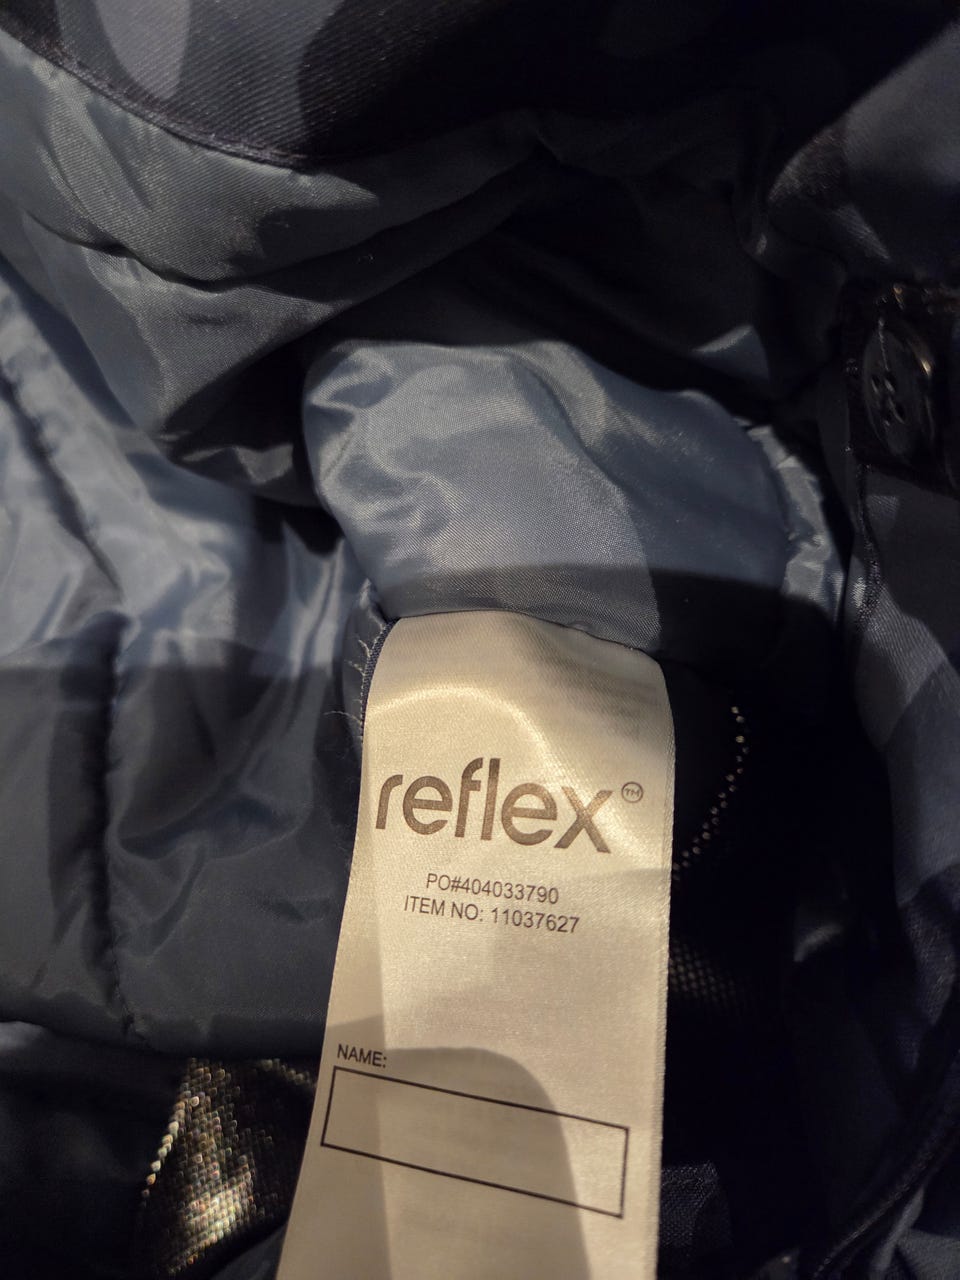 reflex™
PO#404033790
ITEM NO: 11037627
NAME: